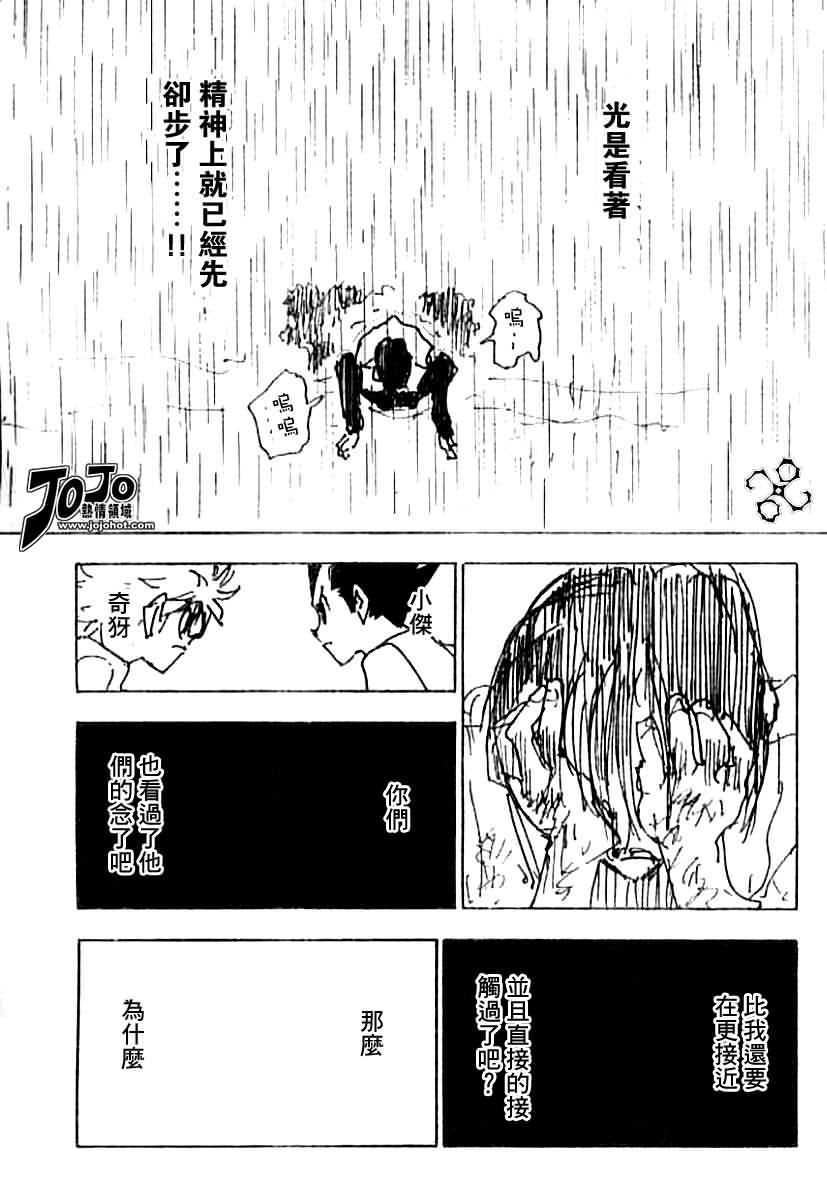 光是看著
精神上就已經先
卻步了……!!
嗚…
嗚
嗚…
JOJO
熱情領域
www.jojohot.com
小傑
奇犽
你們
也看過了他
們的念了吧
比我還要
在更接近
並且直接的接
觸過了吧?
那麼
為什麼